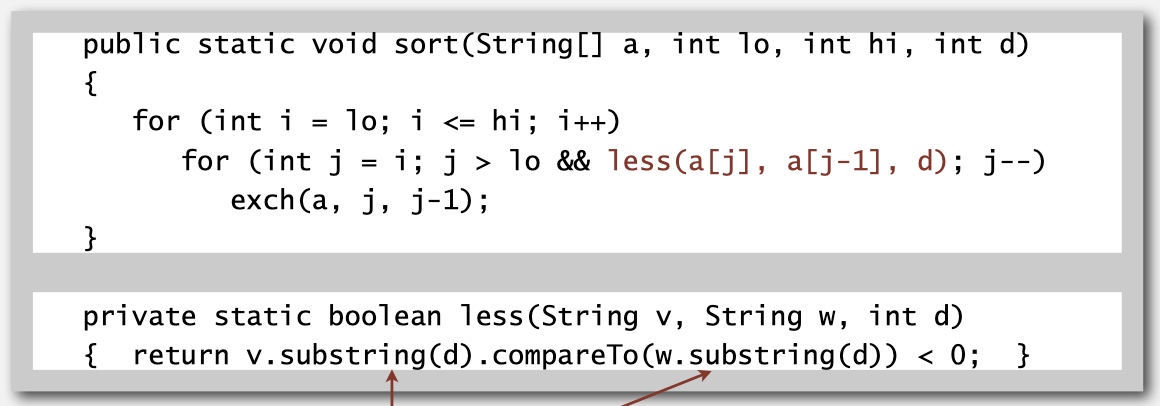 public static void sort(String[] a, int lo, int hi, int d)
{
   for (int i = lo; i <= hi; i++)
      for (int j = i; j > lo && less(a[j], a[j-1], d); j--)
         exch(a, j, j-1);
}
private static boolean less(String v, String w, int d)
{  return v.substring(d).compareTo(w.substring(d)) < 0;  }